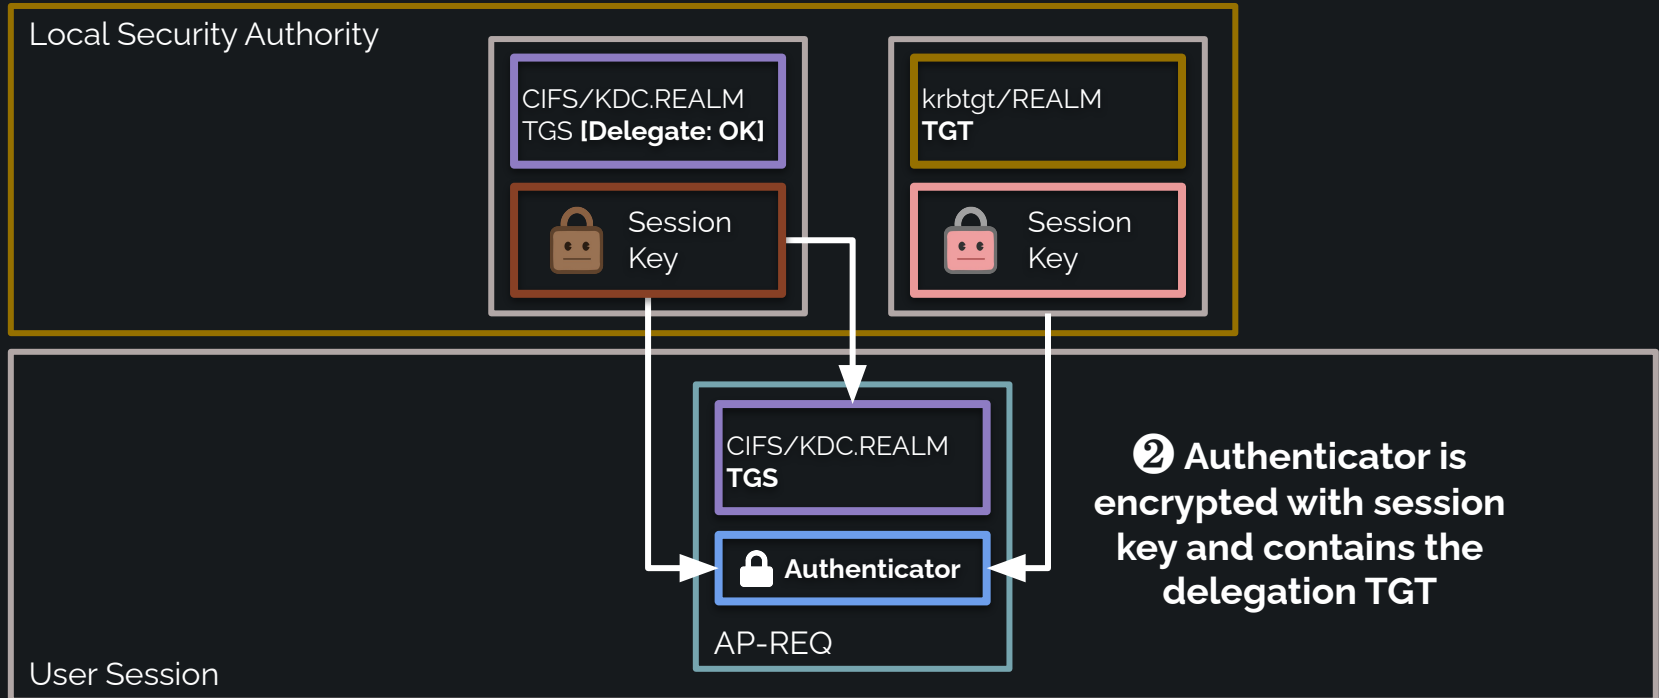 Local Security Authority
CIFS/KDC.REALM
TGS [Delegate: OK]
krbtgt/REALM
TGT
Session
Key
Session
Key
CIFS/KDC.REALM
TGS
Authenticator
AP-REQ
❷ Authenticator is
encrypted with session
key and contains the
delegation TGT
User Session